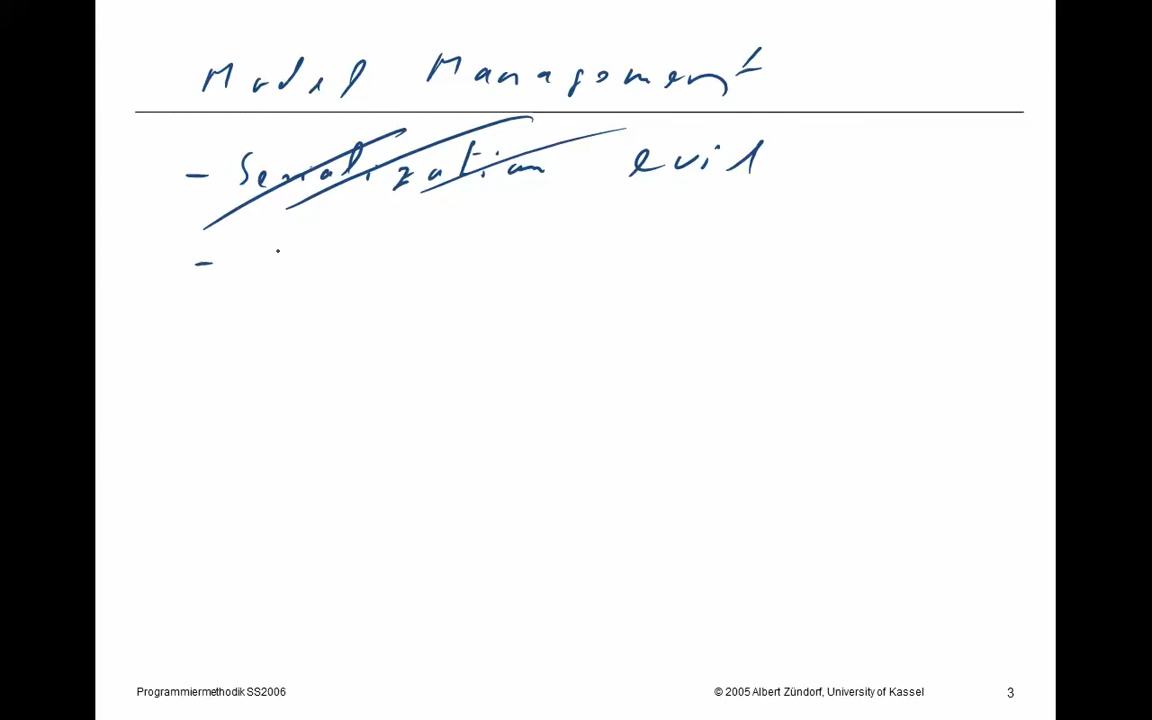 Model Management
- Serialization evil
-
Programmiermethodik SS2006
© 2005 Albert Zündorf, University of Kassel
3